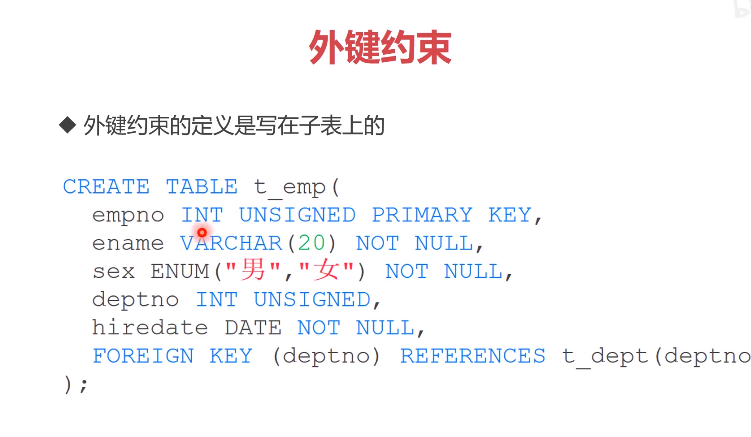 外键约束
◆ 外键约束的定义是写在子表上的
CREATE TABLE t_emp(
empno INT UNSIGNED PRIMARY KEY,
ename VARCHAR(20) NOT NULL,
sex ENUM("男","女") NOT NULL,
deptno INT UNSIGNED,
hiredate DATE NOT NULL,
FOREIGN KEY (deptno) REFERENCES t_dept(deptno
);